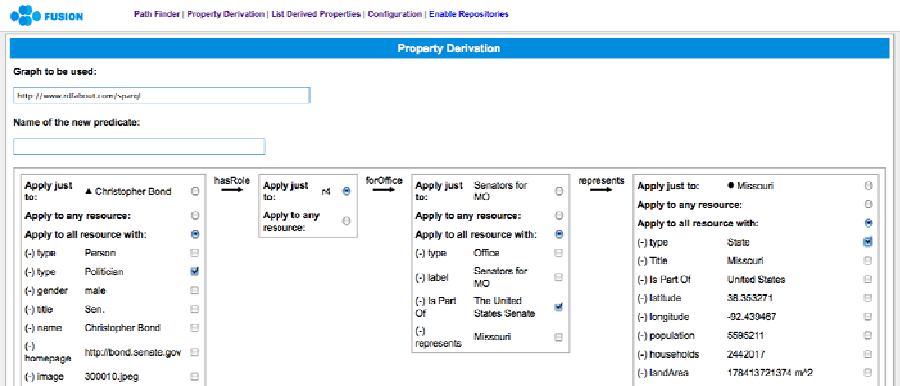 FUSION
Path Finder | Property Derivation | List Derived Properties | Configuration | Enable Repositories
Property Derivation
Graph to be used:
http://www.rdfabout.com/sparql
Name of the new predicate:
Apply just to: ▲ Christopher Bond
Apply to any resource:
Apply to all resource with:
(-) type Person
(-) type Politician
(-) gender male
(-) title Sen.
(-) name Christopher Bond
(-) homepage http://bond.senate.gov
(-) image 300010.jpeg
hasRole
Apply just to: r4
Apply to any resource:
forOffice
Apply just to: Senators for MO
Apply to any resource:
Apply to all resource with:
(-) type Office
(-) label Senators for MO
(-) Is Part Of The United States Senate
(-) represents Missouri
represents
Apply just to: ● Missouri
Apply to any resource:
Apply to all resource with:
(-) type State
(-) Title Missouri
(-) Is Part Of United States
(-) latitude 38.353271
(-) longitude -92.439467
(-) population 5595211
(-) households 2442017
(-) landArea 178413721374 m^2